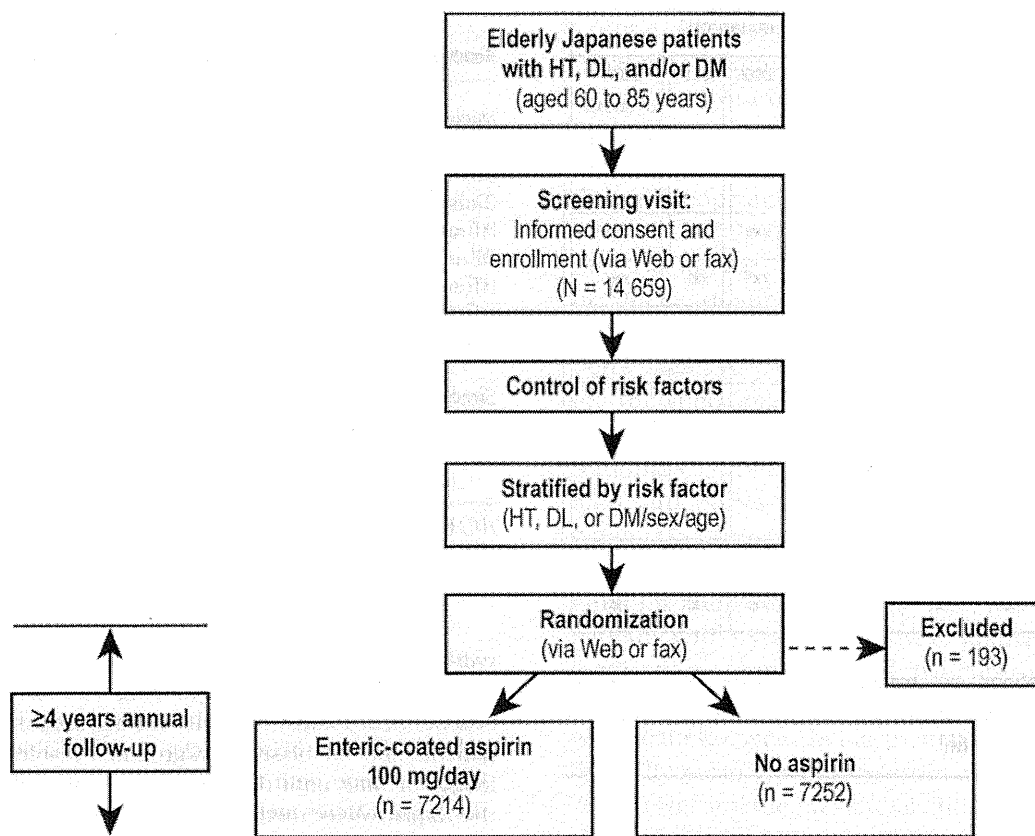 Elderly Japanese patients
with HT, DL, and/or DM
(aged 60 to 85 years)
Screening visit:
Informed consent and
enrollment (via Web or fax)
(N = 14 659)
Control of risk factors
Stratified by risk factor
(HT, DL, or DM/sex/age)
Randomization
(via Web or fax)
Excluded
(n = 193)
≥4 years annual
follow-up
Enteric-coated aspirin
100 mg/day
(n = 7214)
No aspirin
(n = 7252)